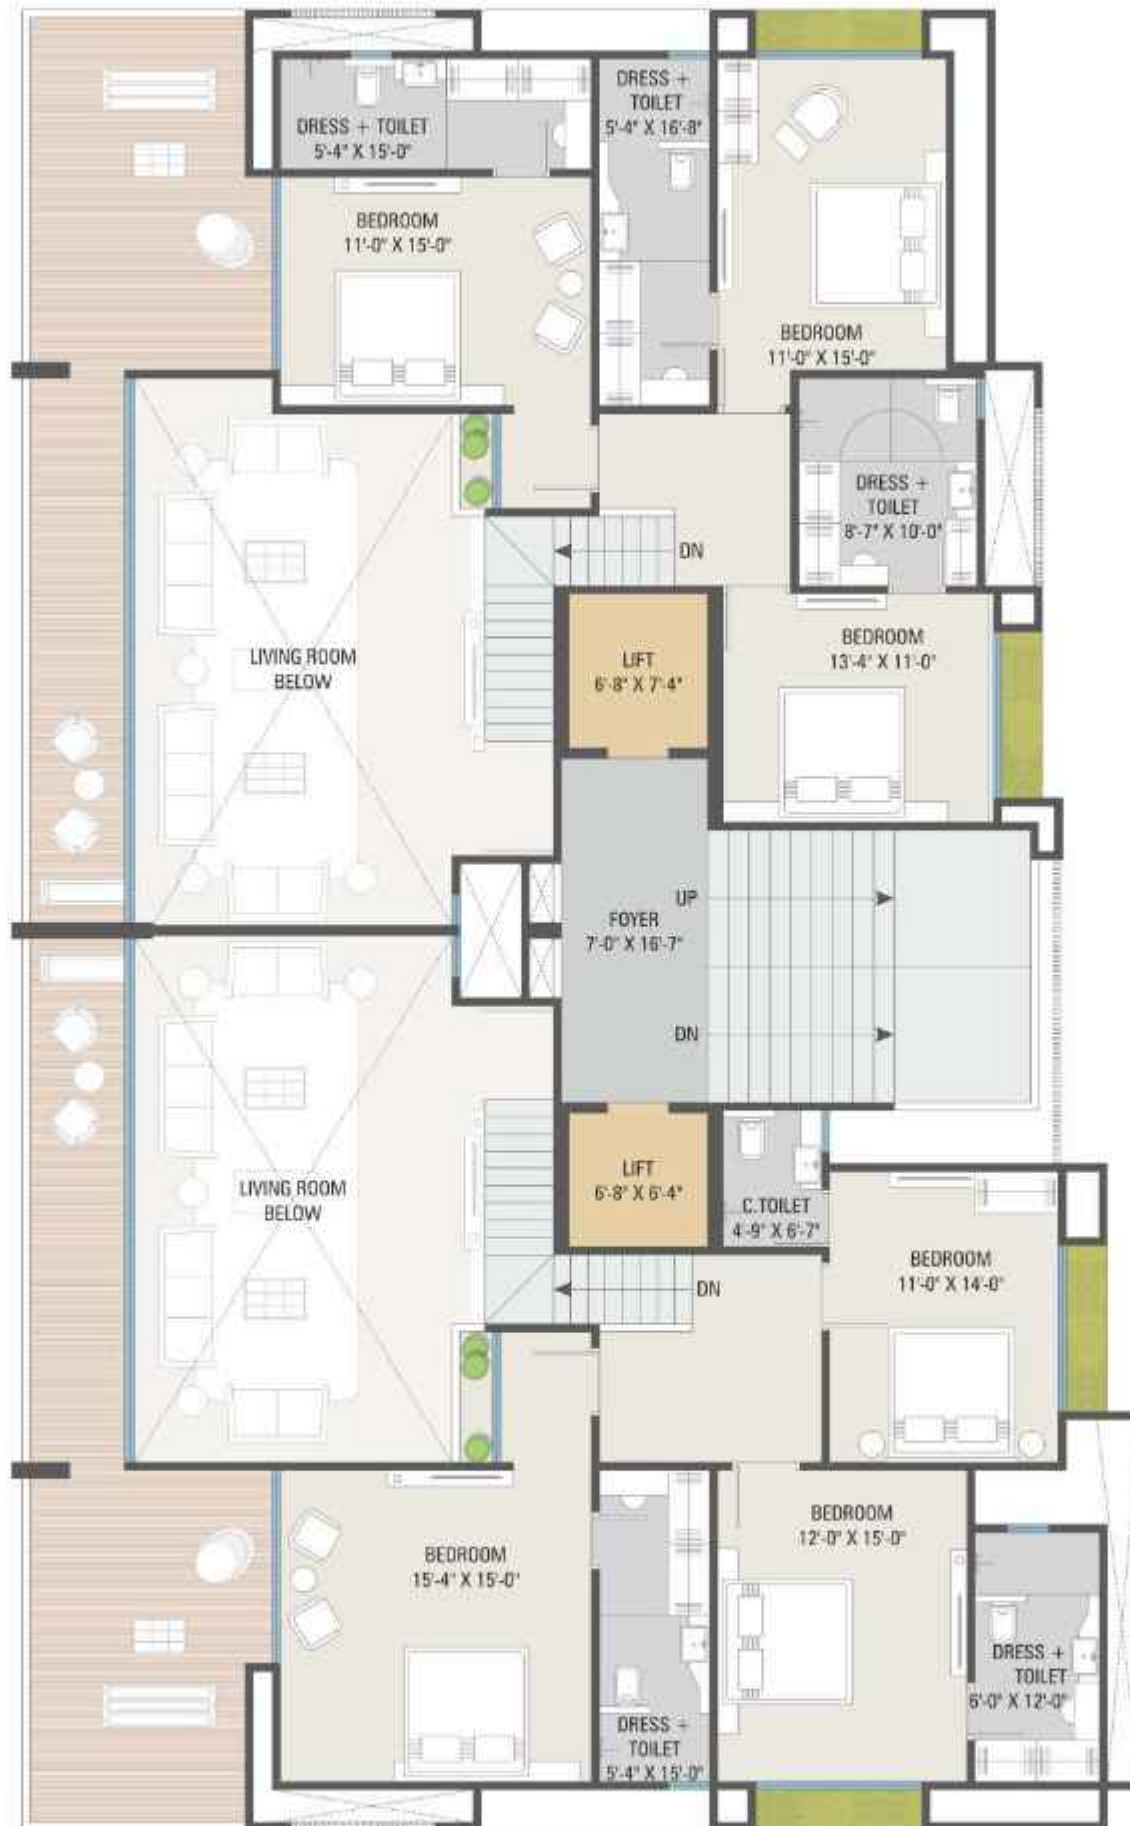 DRESS + TOILET
5'-4" X 15'-0"
DRESS +
TOILET
5'-4" X 16'-8"
BEDROOM
11'-0" X 15'-0"
BEDROOM
11'-0" X 15'-0"
DRESS +
TOILET
8'-7" X 10'-0"
DN
LIVING ROOM
BELOW
LIFT
6'-8" X 7'-4"
BEDROOM
13'-4" X 11'-0"
UP
FOYER
7'-0" X 16'-7"
DN
LIVING ROOM
BELOW
LIFT
6'-8" X 6'-4"
C.TOILET
4'-9" X 6'-7"
BEDROOM
11'-0" X 14'-0"
DN
BEDROOM
15'-4" X 15'-0"
BEDROOM
12'-0" X 15'-0"
DRESS +
TOILET
6'-0" X 12'-0"
DRESS +
TOILET
5'-4" X 15'-0"